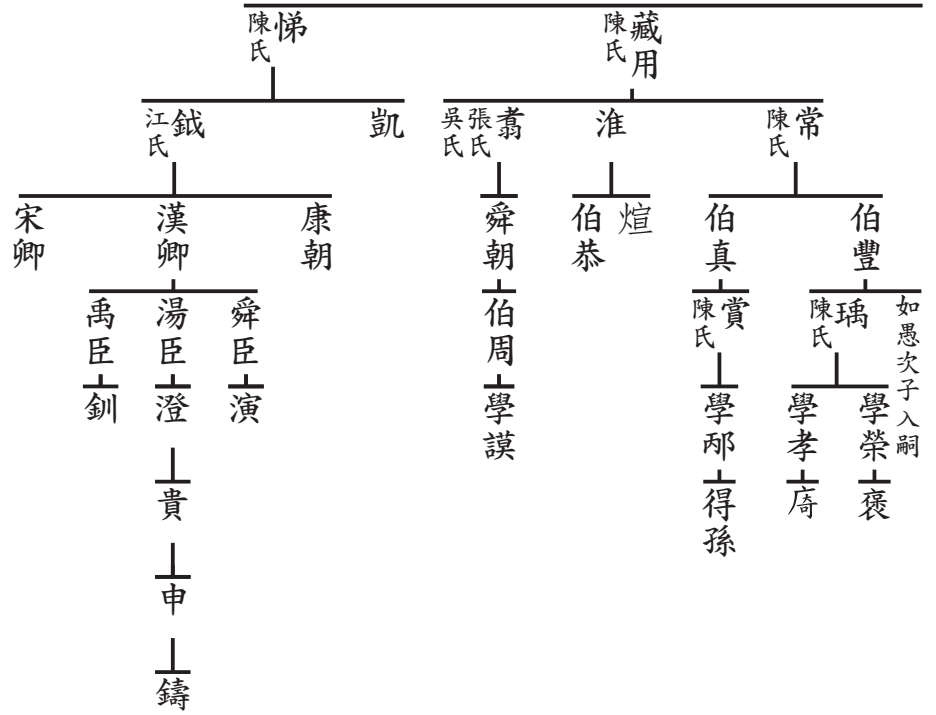 藏用
陳氏
悌
陳氏
常
陳氏
淮
翥
張氏
吳氏
凱
鉞
江氏
伯豐
伯真
煊
伯恭
舜朝
康朝
漢卿
宋卿
如愚次子入嗣
瑀
陳氏
賞
陳氏
伯周
舜臣
湯臣
禹臣
學榮
學孝
學邴
學謨
演
澄
釧
褒
庯
得孫
貴
申
鑄